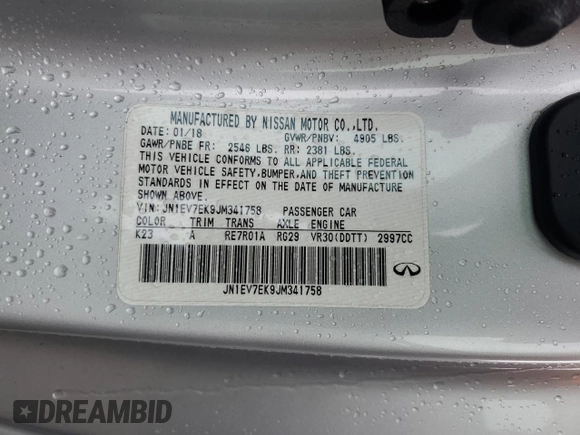 MANUFACTURED BY NISSAN MOTOR CO.,LTD.
DATE: 01/18 GVWR/PNBV: 4905 LBS.
GAWR/PNBE FR: 2546 LBS. RR: 2381 LBS.
THIS VEHICLE CONFORMS TO ALL APPLICABLE FEDERAL
MOTOR VEHICLE SAFETY,BUMPER,AND THEFT PREVENTION
STANDARDS IN EFFECT ON THE DATE OF MANUFACTURE
SHOWN ABOVE.
VIN: JN1EV7EK9JM341758 PASSENGER CAR
COLOR TRIM TRANS AXLE ENGINE
K23 A RE7R01A RG29 VR30(DDTT) 2997CC
JN1EV7EK9JM341758
DREAMBID